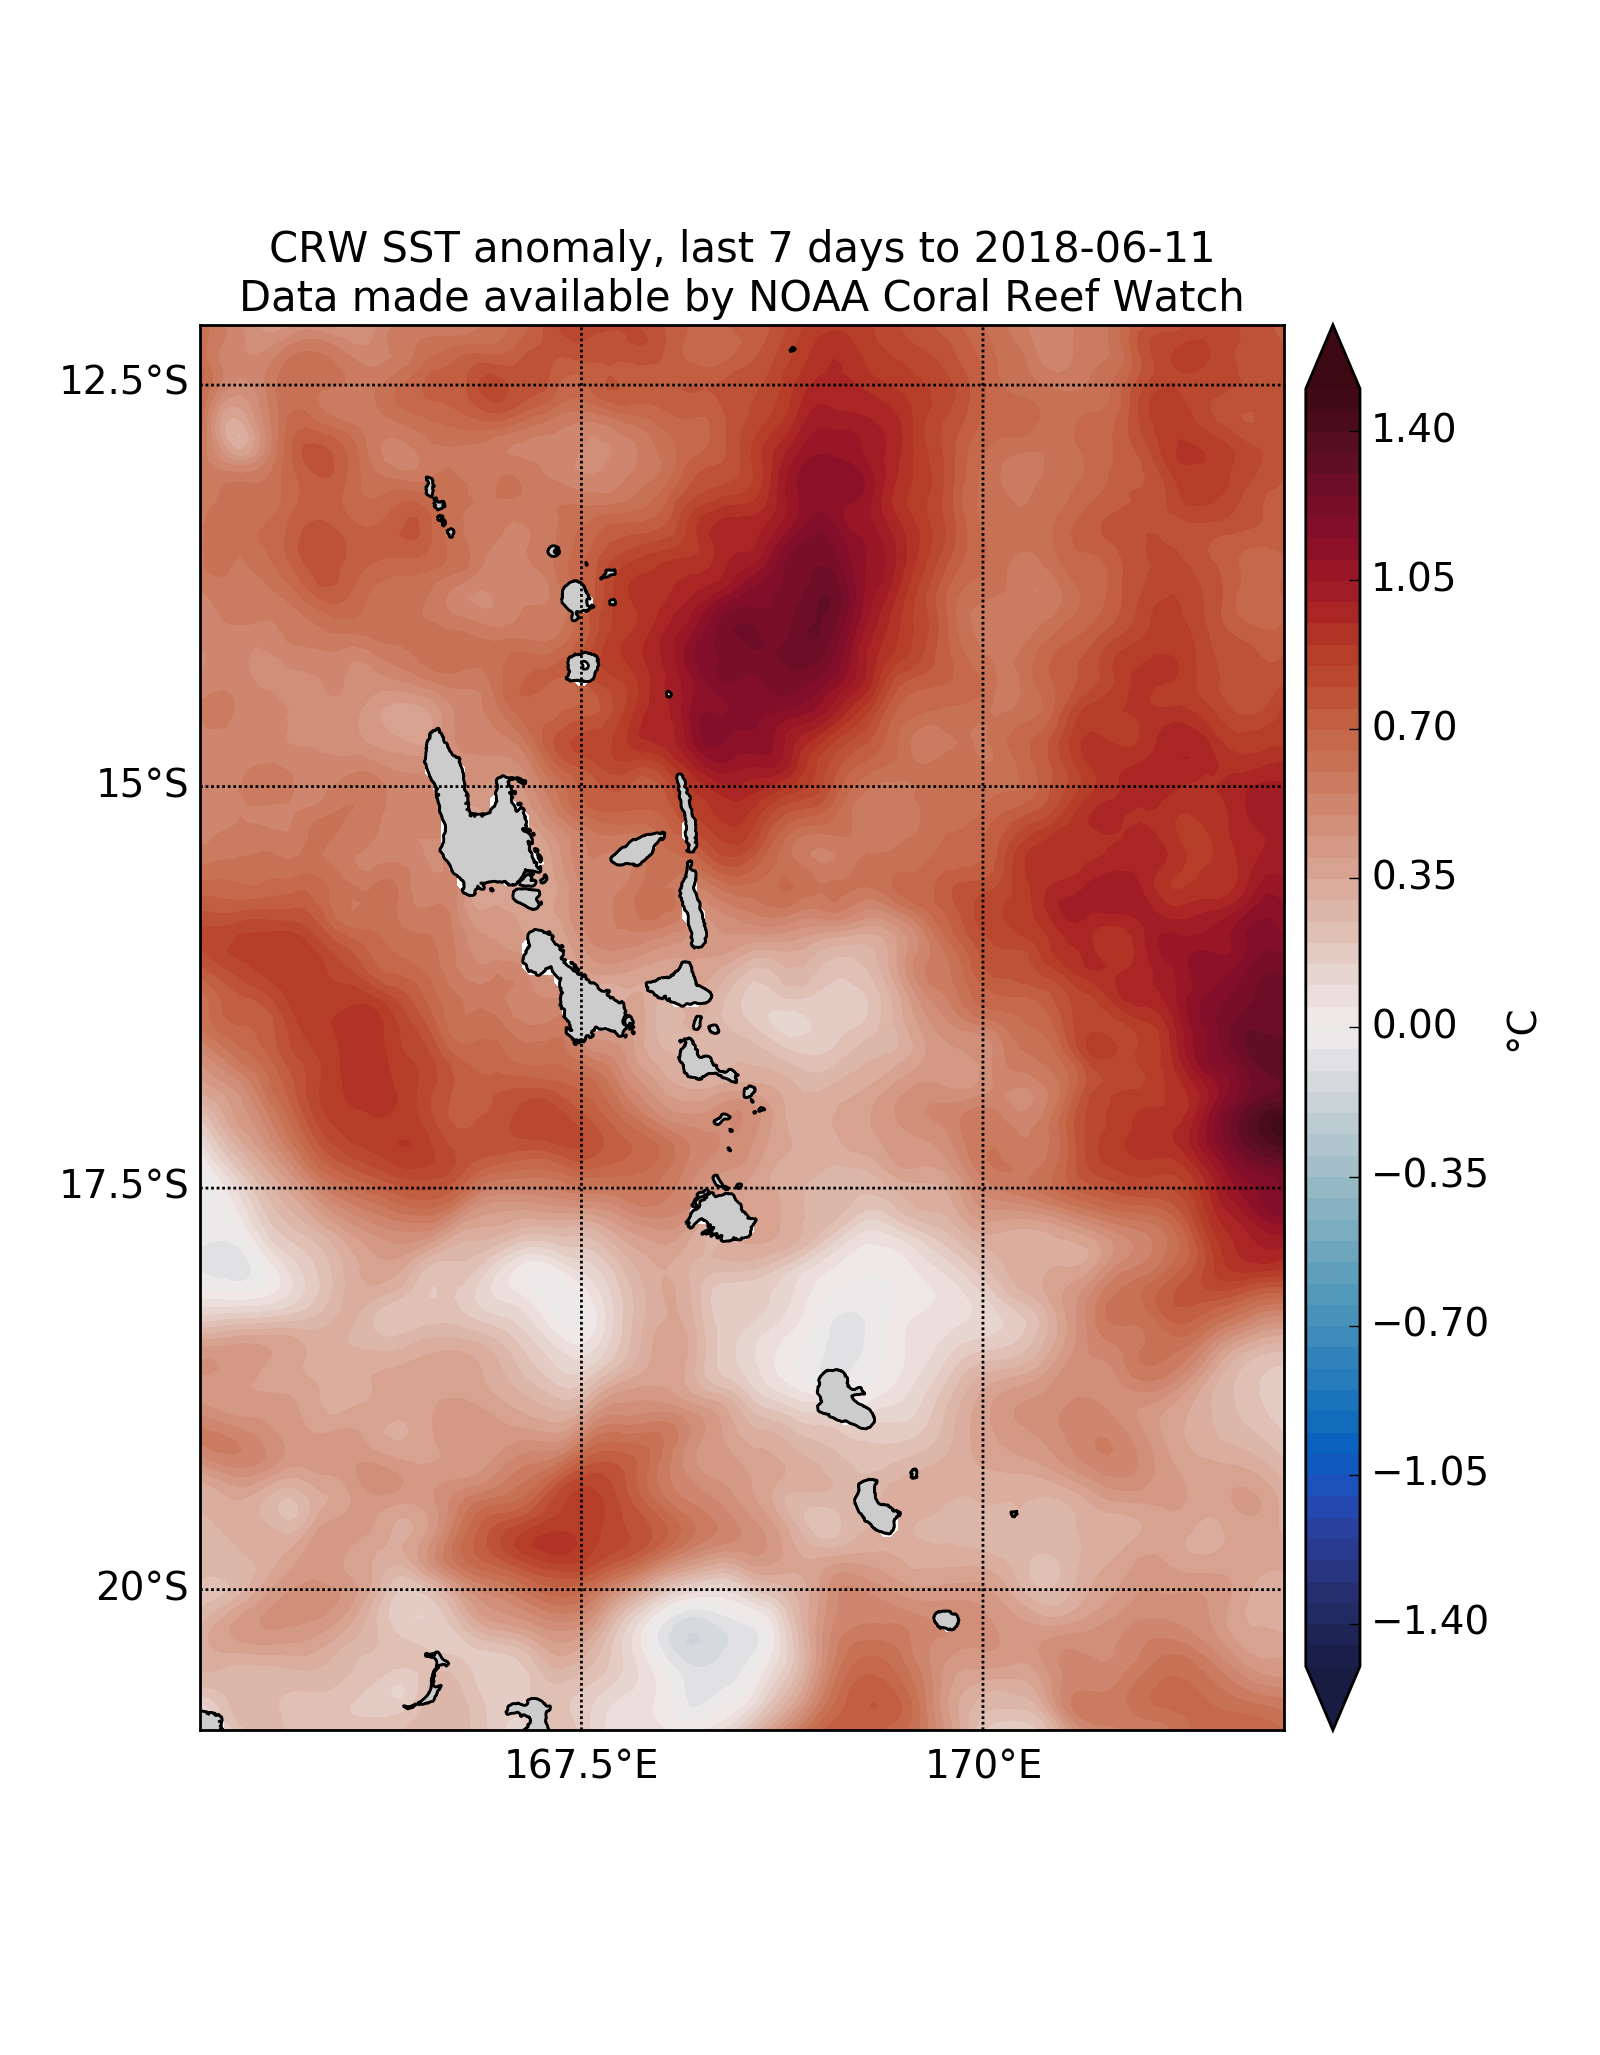 CRW SST anomaly, last 7 days to 2018-06-11
Data made available by NOAA Coral Reef Watch
12.5°S
15°S
17.5°S
20°S
167.5°E
170°E
1.40
1.05
0.70
0.35
0.00
−0.35
−0.70
−1.05
−1.40
°C